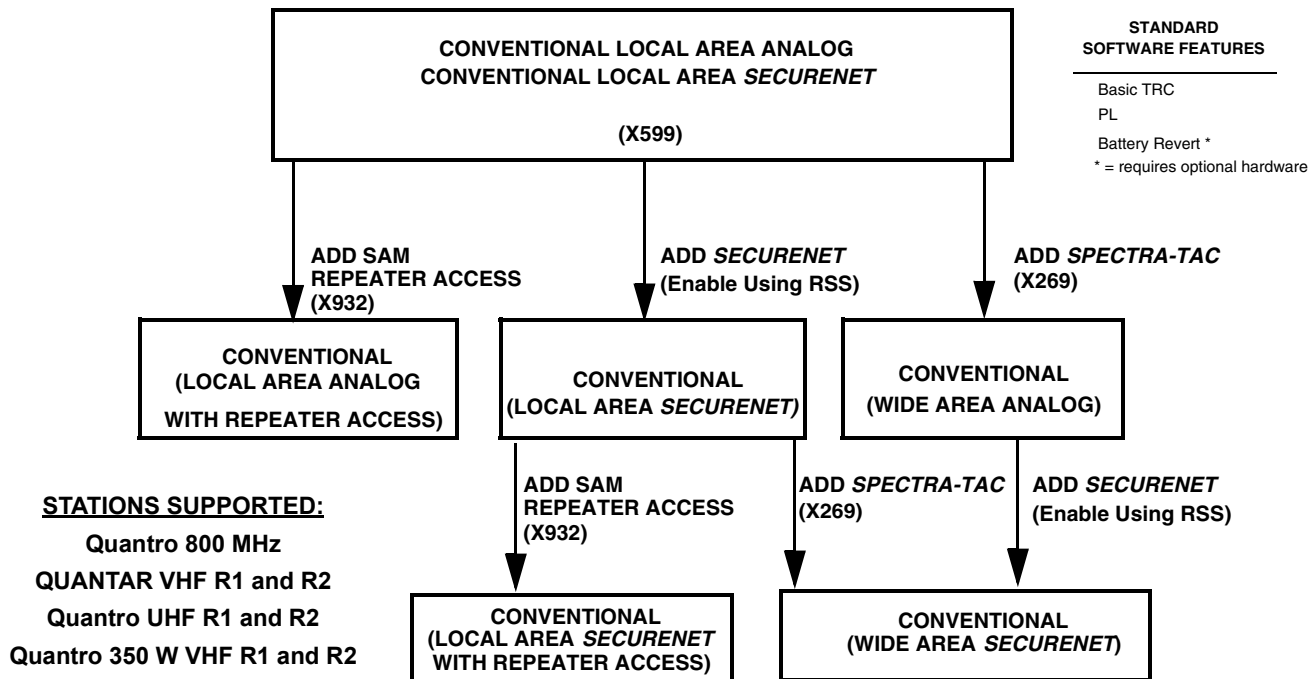 CONVENTIONAL LOCAL AREA ANALOG
CONVENTIONAL LOCAL AREA SECURENET
(X599)
STANDARD
SOFTWARE FEATURES
Basic TRC
PL
Battery Revert *
* = requires optional hardware
ADD SAM
REPEATER ACCESS
(X932)
ADD SECURENET
(Enable Using RSS)
ADD SPECTRA-TAC
(X269)
CONVENTIONAL
(LOCAL AREA ANALOG
WITH REPEATER ACCESS)
CONVENTIONAL
(LOCAL AREA SECURENET)
CONVENTIONAL
(WIDE AREA ANALOG)
ADD SAM
REPEATER ACCESS
(X932)
ADD SPECTRA-TAC
(X269)
ADD SECURENET
(Enable Using RSS)
STATIONS SUPPORTED:
Quantro 800 MHz
QUANTAR VHF R1 and R2
Quantro UHF R1 and R2
Quantro 350 W VHF R1 and R2
CONVENTIONAL
(LOCAL AREA SECURENET
WITH REPEATER ACCESS)
CONVENTIONAL
(WIDE AREA SECURENET)